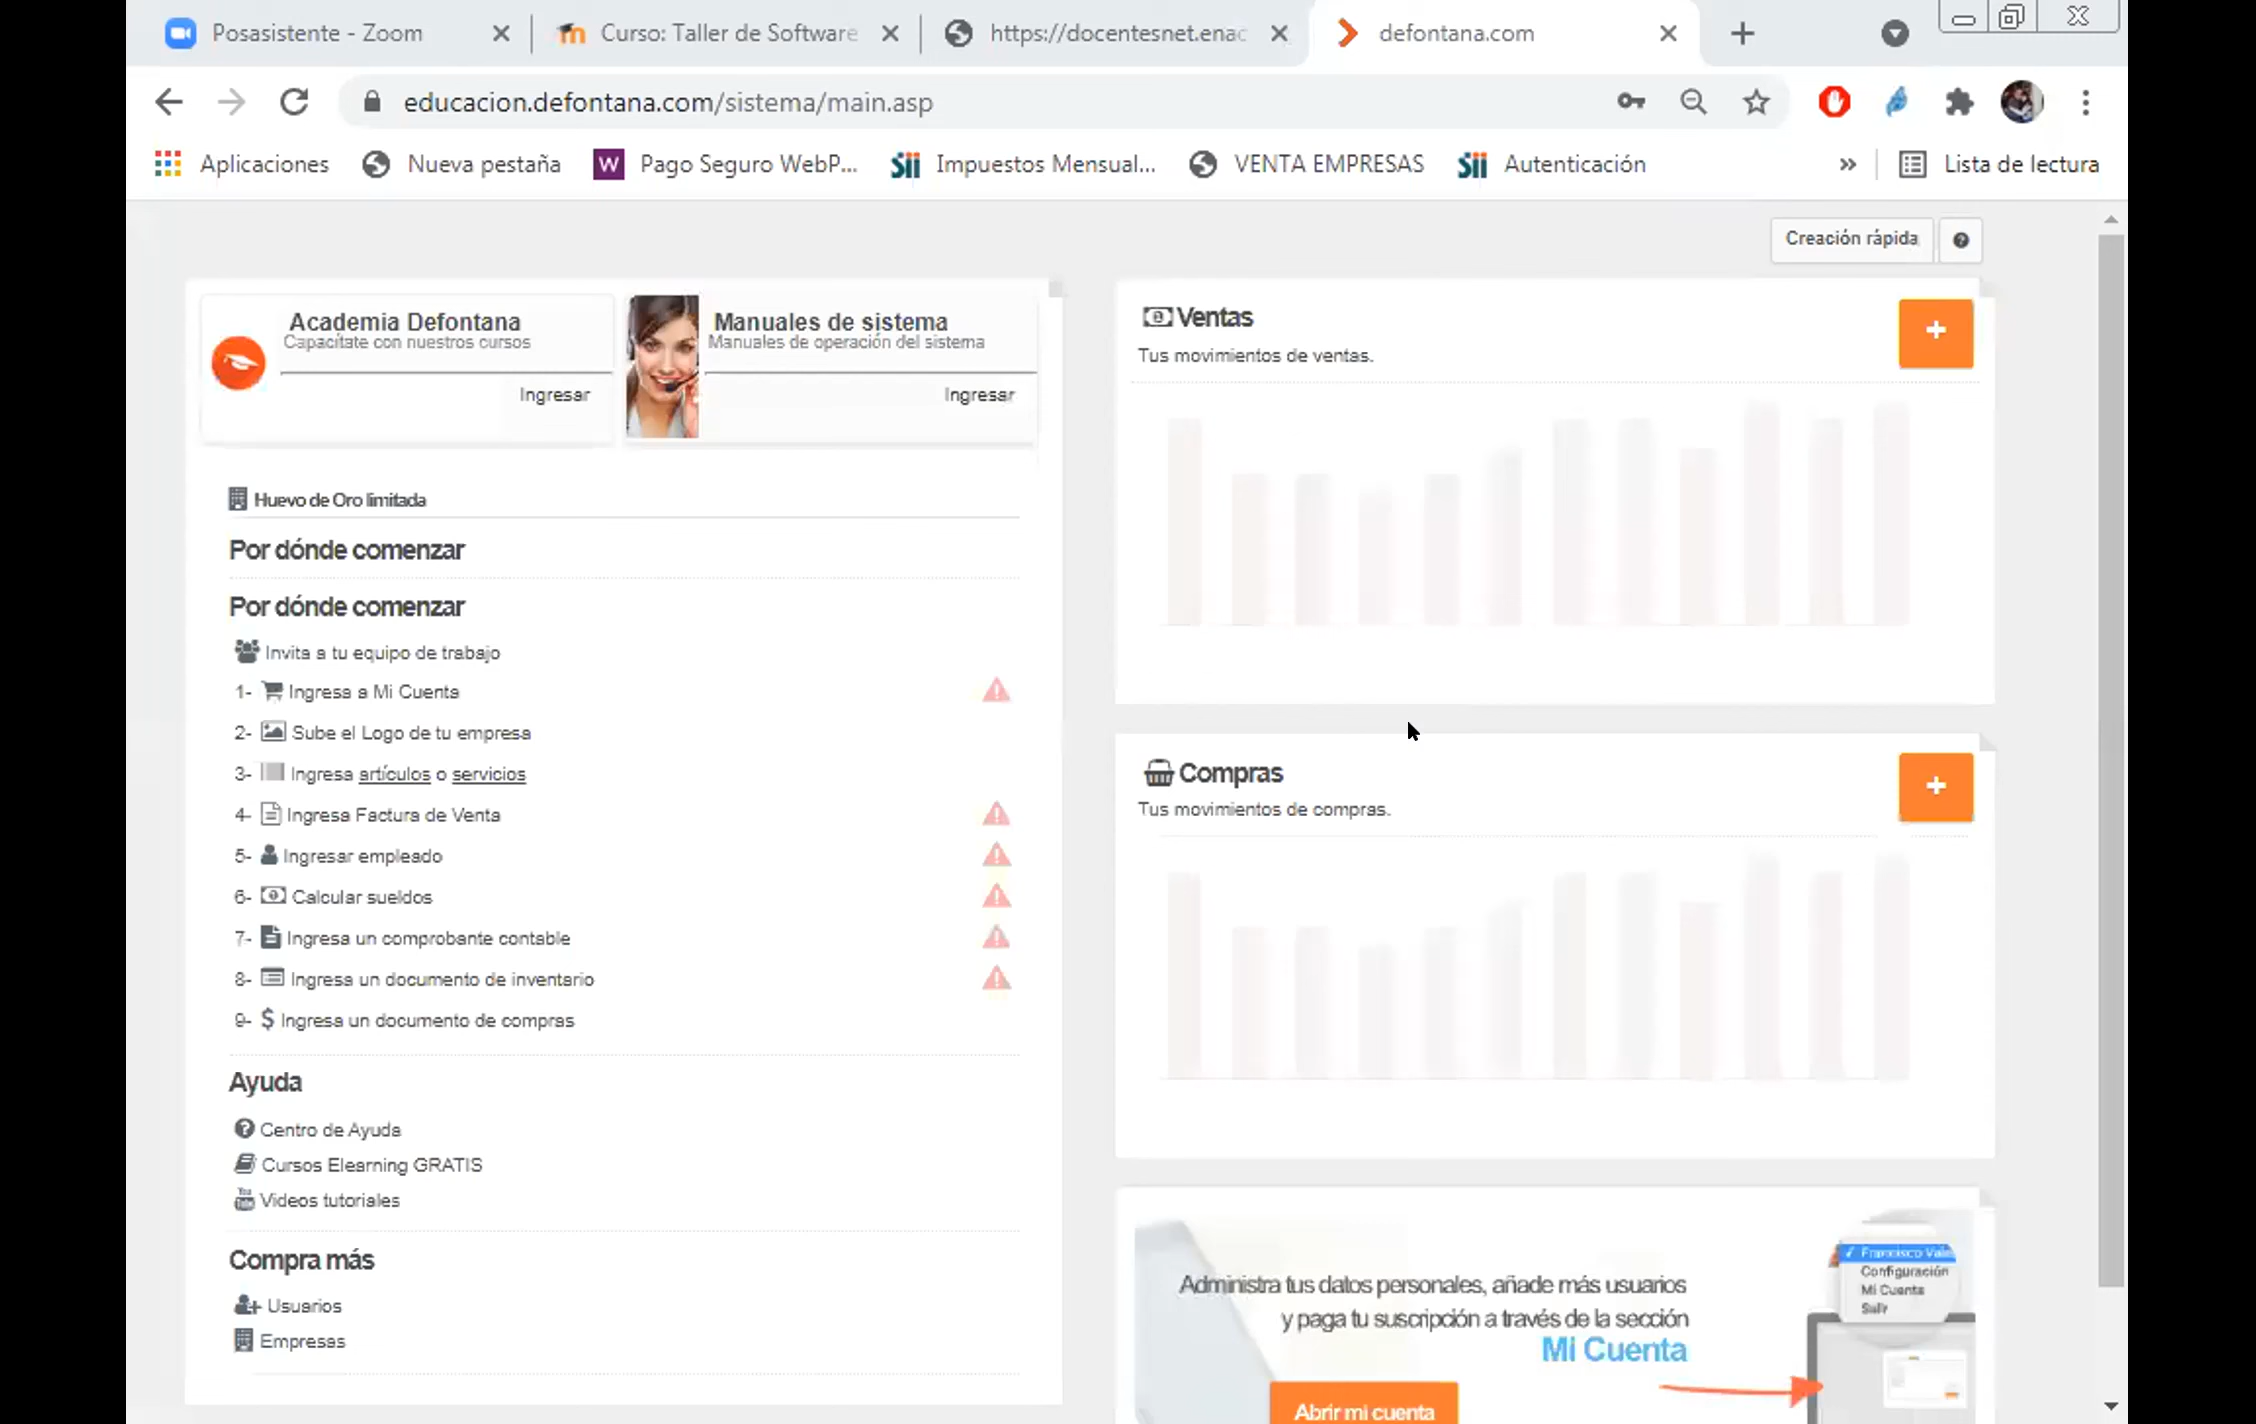 Posasistente - Zoom
Curso: Taller de Software
https://docentesnet.enac
defontana.com
educacion.defontana.com/sistema/main.asp
Aplicaciones
Nueva pestaña
Pago Seguro WebP...
Impuestos Mensual...
VENTA EMPRESAS
Autenticación
»
Lista de lectura
Creación rápida
Academia Defontana
Capacítate con nuestros cursos
Ingresar
Manuales de sistema
Manuales de operación del sistema
Ingresar
Huevo de Oro limitada
Por dónde comenzar
Por dónde comenzar
Invita a tu equipo de trabajo
1- Ingresa a Mi Cuenta
2- Sube el Logo de tu empresa
3- Ingresa artículos o servicios
4- Ingresa Factura de Venta
5- Ingresar empleado
6- Calcular sueldos
7- Ingresa un comprobante contable
8- Ingresa un documento de inventario
9- $ Ingresa un documento de compras
Ayuda
Centro de Ayuda
Cursos Elearning GRATIS
Videos tutoriales
Compra más
Usuarios
Empresas
Ventas
Tus movimientos de ventas.
+
Compras
Tus movimientos de compras.
+
Administra tus datos personales, añade más usuarios
y paga tu suscripción a través de la sección
Mi Cuenta
Abrir mi cuenta
Francisco Vale
Configuración
Mi Cuenta
Salir